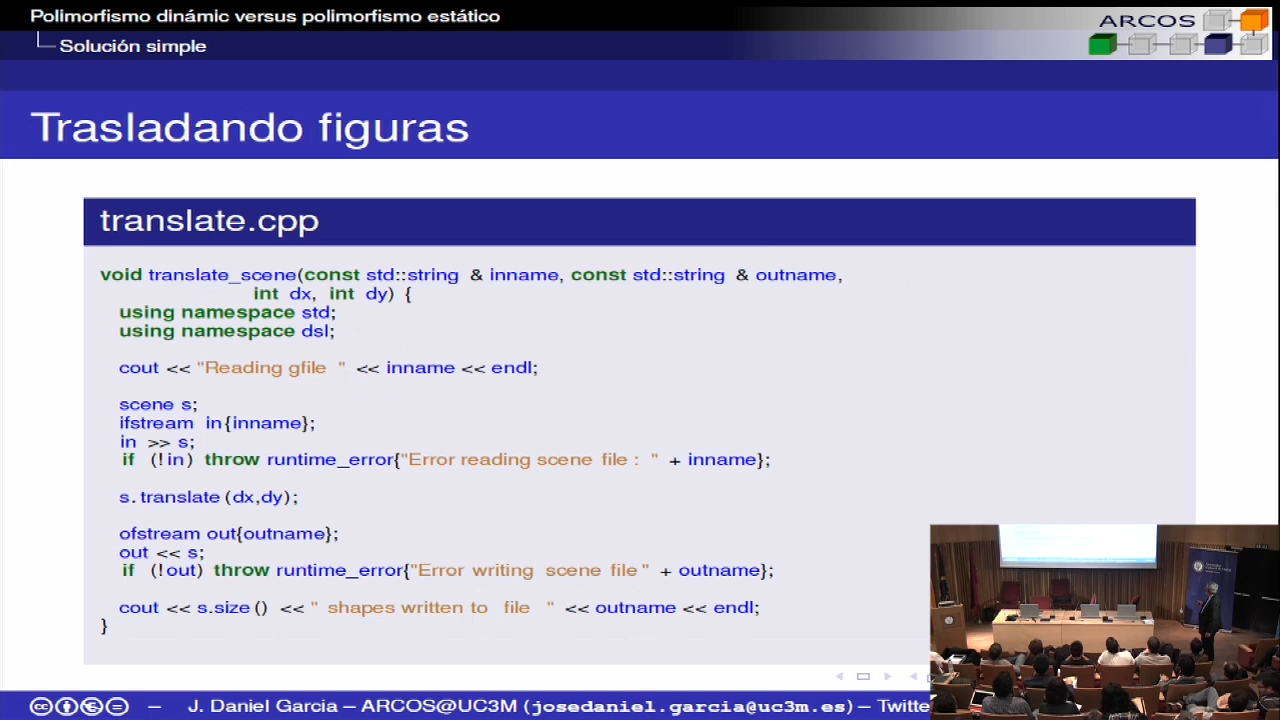 Polimorfismo dinámic versus polimorfismo estático
Solución simple
ARCOS
Trasladando figuras
translate.cpp
void translate_scene(const std::string & inname, const std::string & outname,
int dx, int dy) {
using namespace std;
using namespace dsl;
cout << "Reading gfile " << inname << endl;
scene s;
ifstream in{inname};
in >> s;
if (!in) throw runtime_error{"Error reading scene file : " + inname};
s.translate(dx,dy);
ofstream out{outname};
out << s;
if (!out) throw runtime_error{"Error writing scene file" + outname};
cout << s.size() << " shapes written to file " << outname << endl;
}
– J. Daniel Garcia – ARCOS@UC3M (josedaniel.garcia@uc3m.es) – Twitte